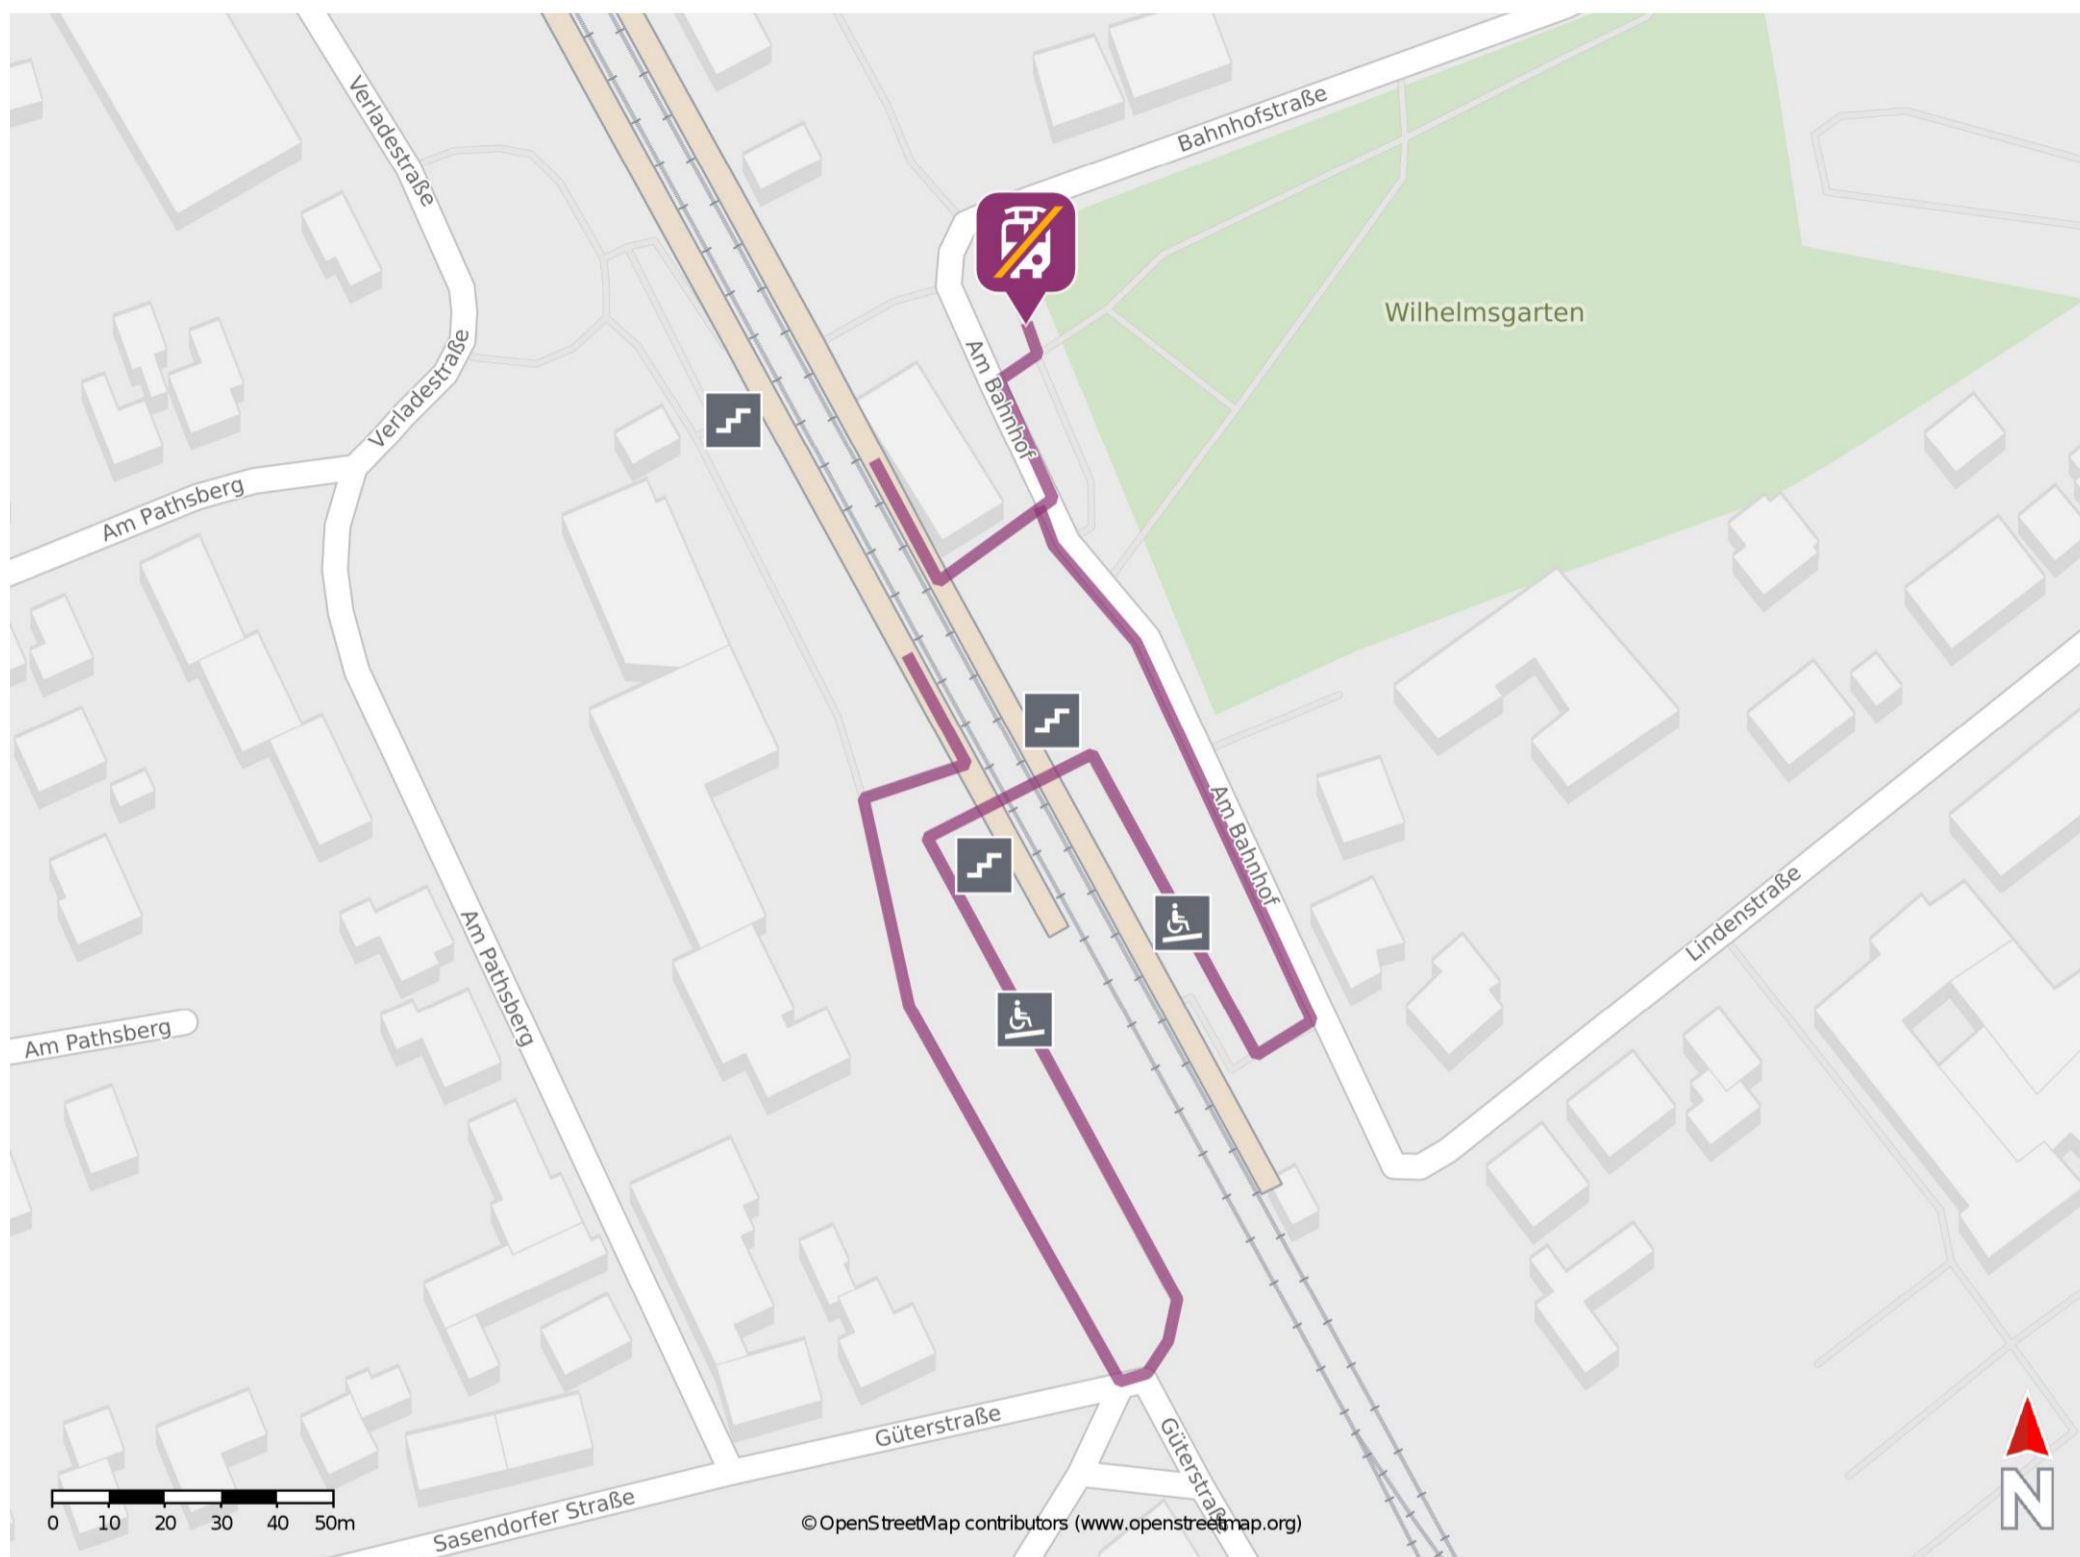 Verladestraße
Bahnhofstraße
Wilhelmsgarten
Verladestraße
Am Bahnhof
Am Pathsberg
Am Bahnhof
Lindenstraße
Am Pathsberg
Am Pathsberg
Güterstraße
Güterstraße
Sasendorfer Straße
0 10 20 30 40 50m
© OpenStreetMap contributors (www.openstreetmap.org)
N